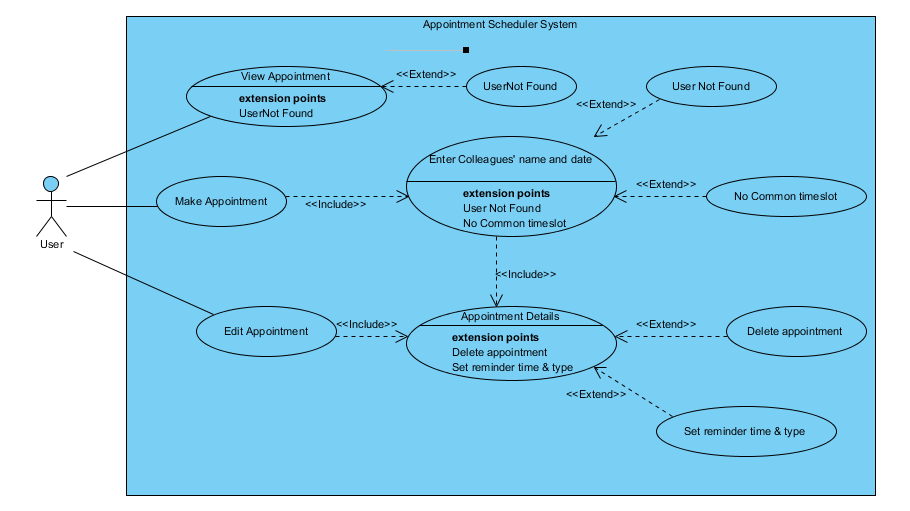 Appointment Scheduler System
View Appointment
extension points
UserNot Found
<<Extend>>
UserNot Found
User Not Found
<<Extend>>
Enter Colleagues' name and date
extension points
User Not Found
No Common timeslot
<<Extend>>
No Common timeslot
Make Appointment
<<Include>>
User
<<Include>>
Edit Appointment
<<Include>>
Appointment Details
extension points
Delete appointment
Set reminder time & type
<<Extend>>
Delete appointment
<<Extend>>
Set reminder time & type